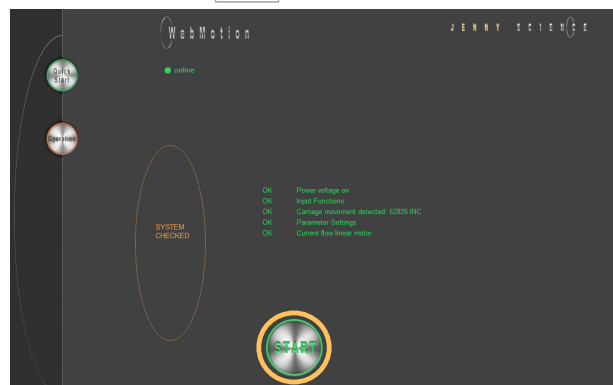 WebMotion
JENNY SCIENCE
Quick
Start
online
Operation
OK Power voltage on
OK Input Functions
OK Carriage movement detected: 52826 INC
OK Parameter Settings
OK Current flow linear motor
SYSTEM
CHECKED
START